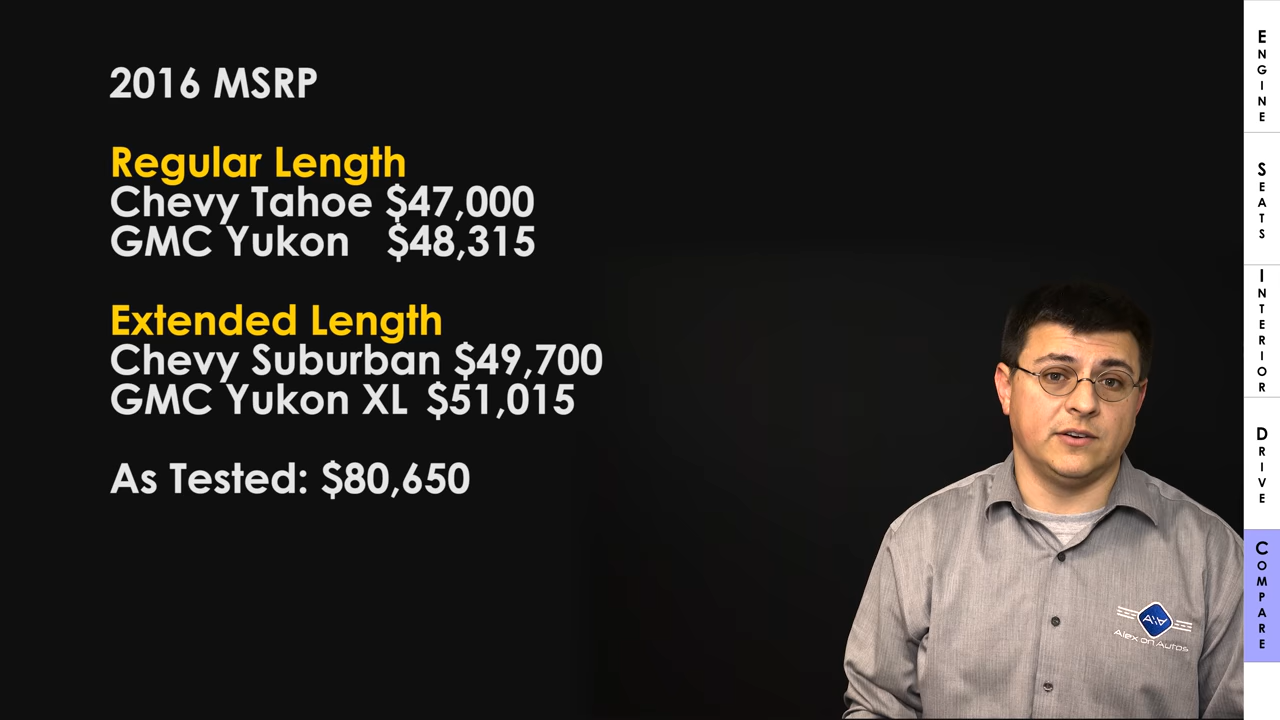 2016 MSRP
Regular Length
Chevy Tahoe $47,000
GMC Yukon $48,315
Extended Length
Chevy Suburban $49,700
GMC Yukon XL $51,015
As Tested: $80,650
ENGINE
SEATS
INTERIOR
DRIVE
COMPARE
Alex on Autos